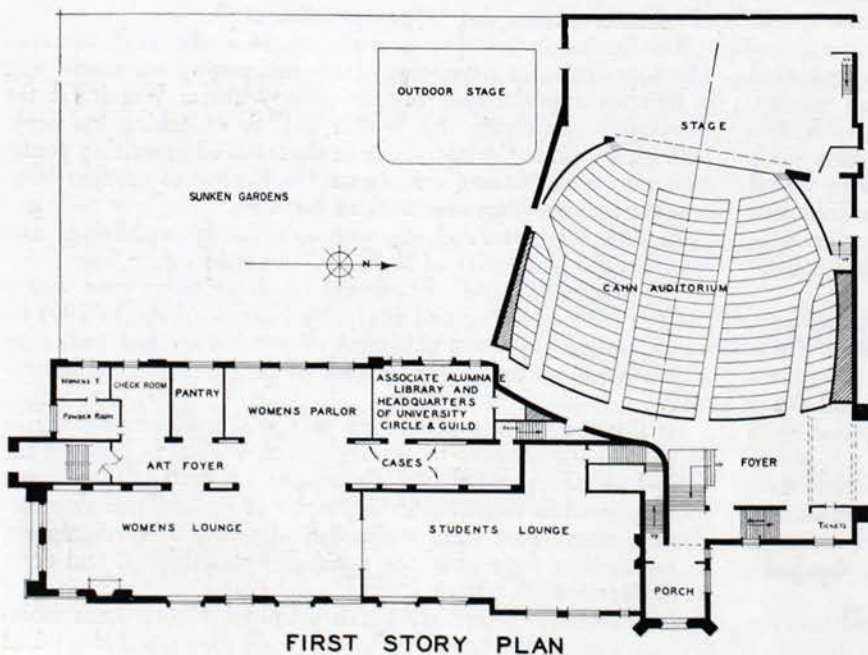 OUTDOOR STAGE
STAGE
SUNKEN GARDENS
N
CAHN AUDITORIUM
WOMENS T.
POWDER ROOM
CHECK ROOM
PANTRY
WOMENS PARLOR
ASSOCIATE ALUMNAE
LIBRARY AND
HEADQUARTERS
OF UNIVERSITY
CIRCLE & GUILD
ART FOYER
CASES
FOYER
WOMENS LOUNGE
STUDENTS LOUNGE
UP
TICKETS
PORCH
FIRST STORY PLAN